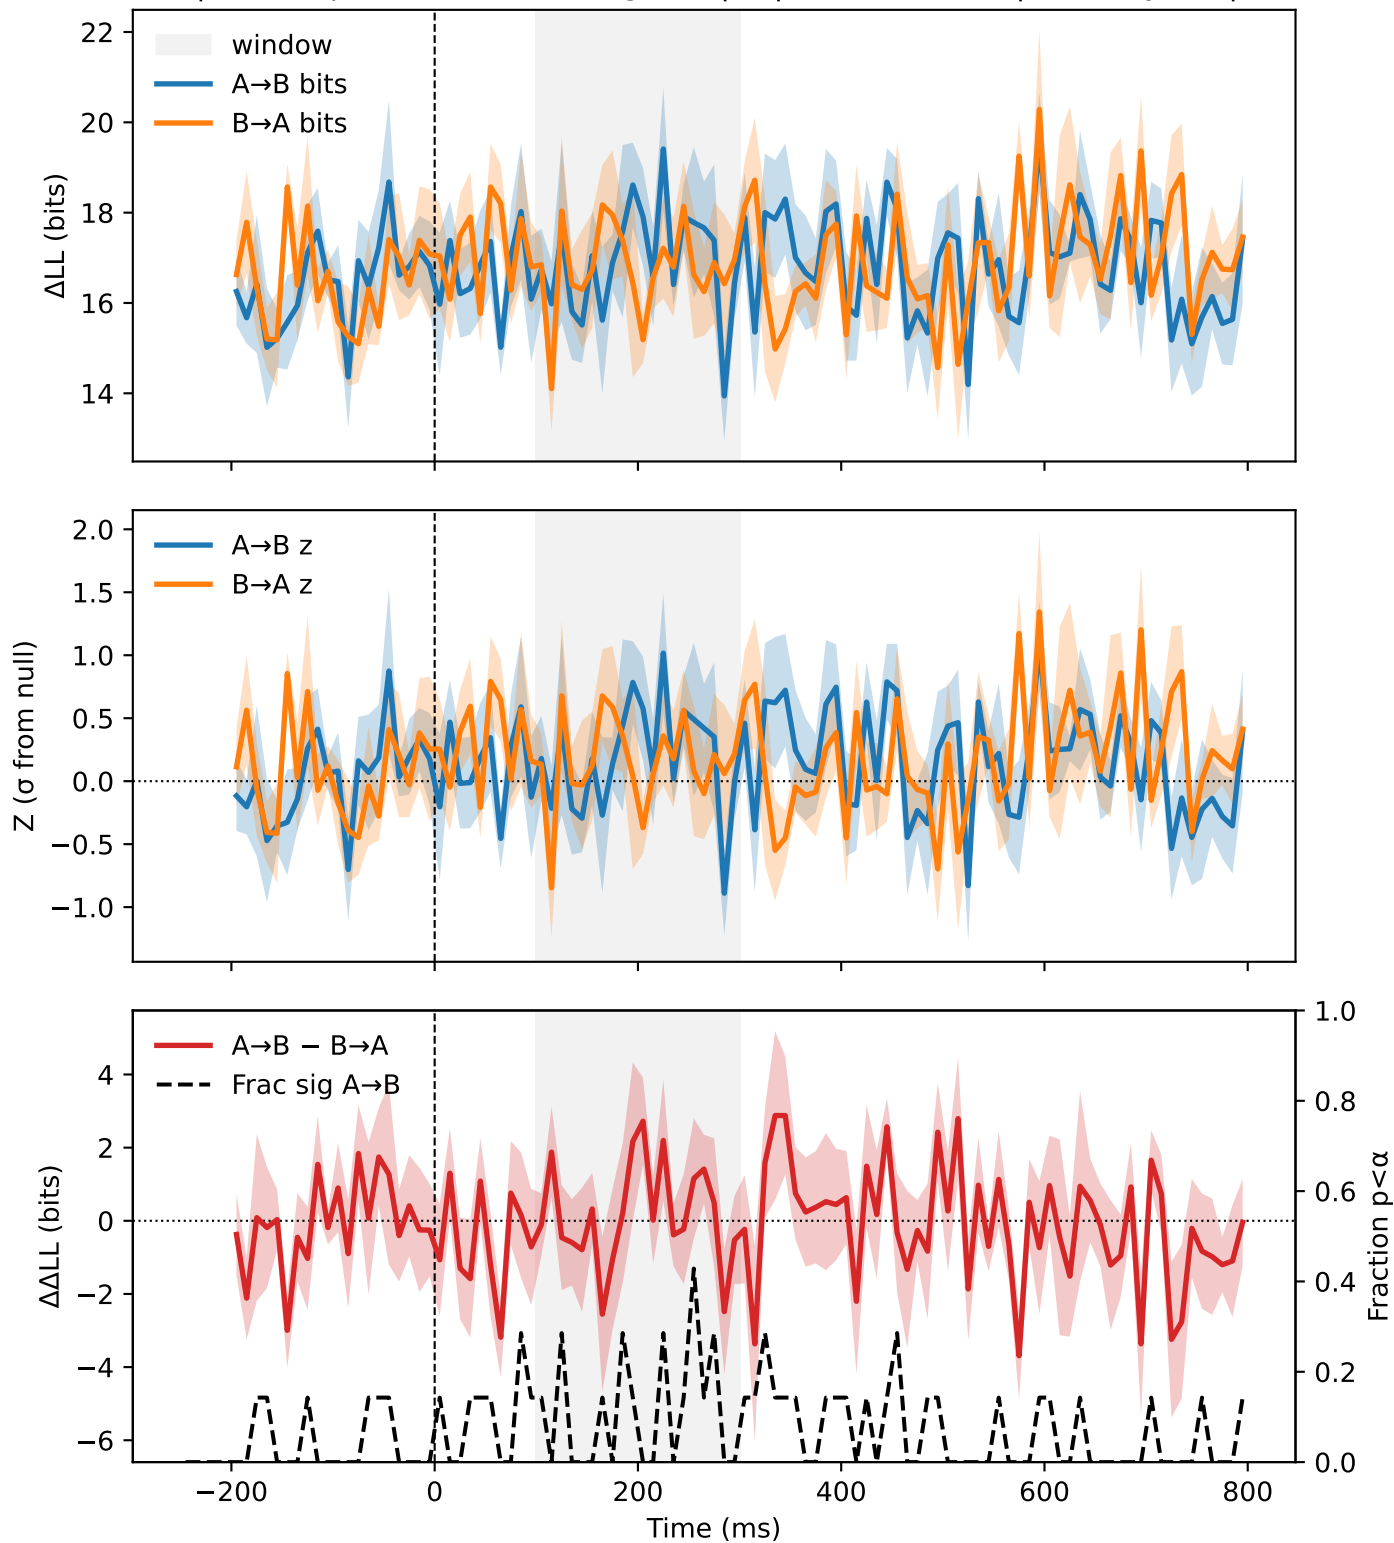 window
A→B bits
B→A bits
ΔLL (bits)
22
20
18
16
14
A→B z
B→A z
Z (σ from null)
2.0
1.5
1.0
0.5
0.0
−0.5
−1.0
A→B − B→A
Frac sig A→B
ΔΔLL (bits)
4
2
0
−2
−4
−6
1.0
0.8
0.6
0.4
0.2
0.0
Fraction p<α
−200 0 200 400 600 800
Time (ms)